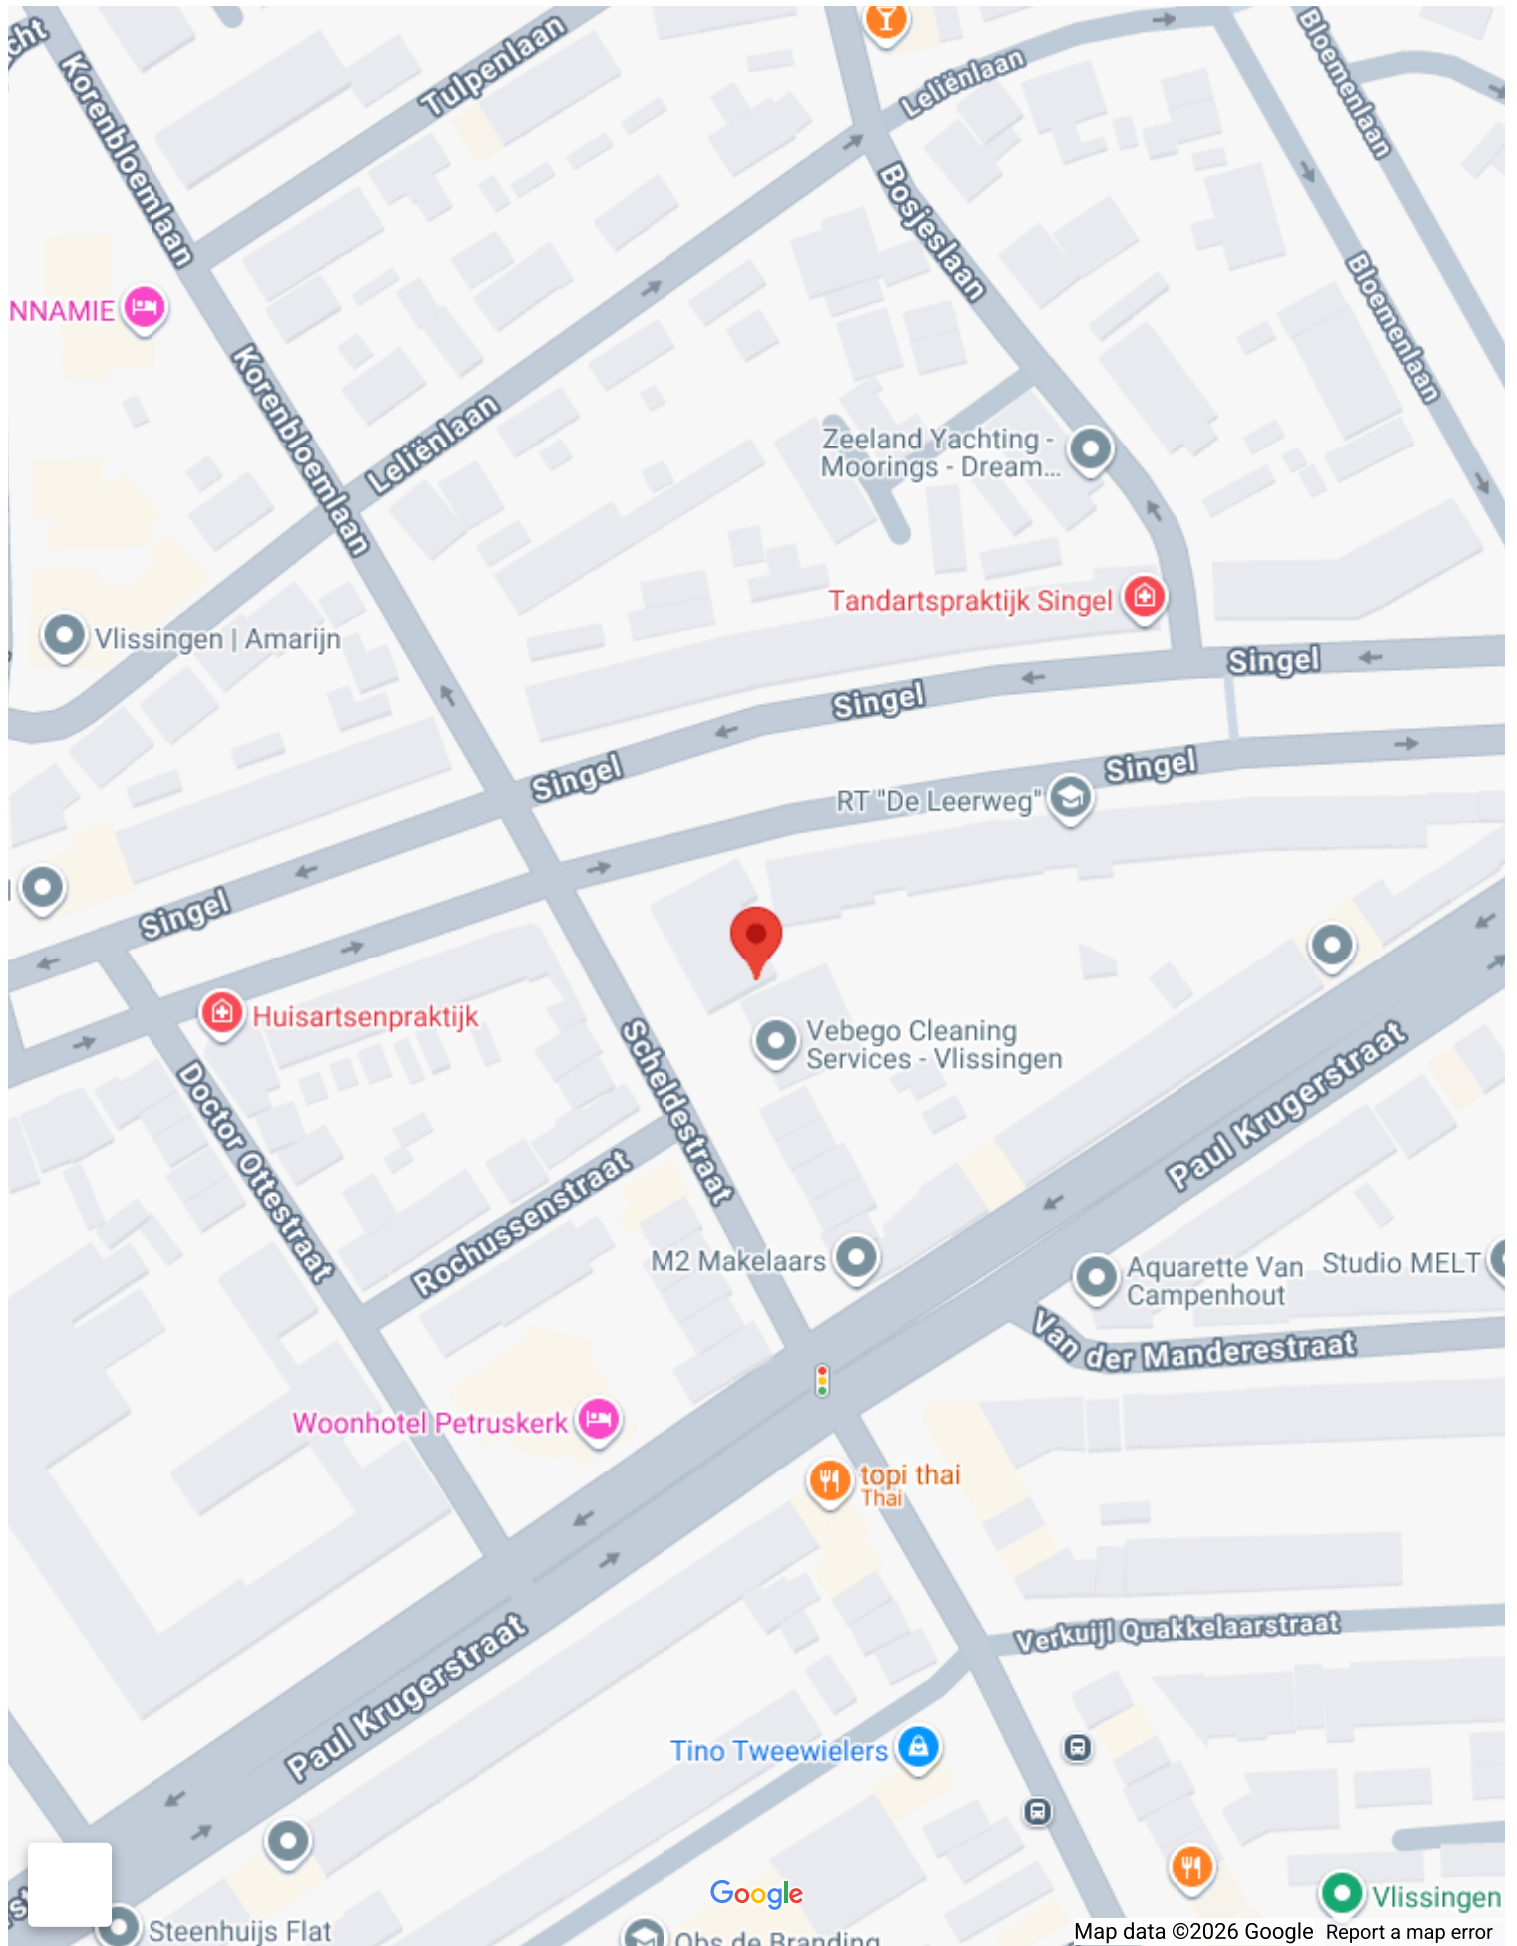 cht
Korenbloemlaan
Tulpenlaan
Leliënlaan
Bloemenlaan
Bosjeslaan
NNAMIE
Bloemenlaan
Korenbloemlaan
Leliënlaan
Zeeland Yachting -
Moorings - Dream...
Tandartspraktijk Singel
Vlissingen | Amarijn
Singel
Singel
Singel
Singel
RT "De Leerweg"
Singel
Huisartsenpraktijk
Vebego Cleaning
Services - Vlissingen
Scheldestraat
Doctor Ottestraat
Paul Krugerstraat
Rochussenstraat
M2 Makelaars
Aquarette Van
Campenhout
Studio MELT
Van der Manderestraat
Woonhotel Petruskerk
topi thai
Thai
Verkuijl Quakkelaarstraat
Paul Krugerstraat
Tino Tweewielers
Google
Vlissingen
Steenhuijs Flat
Obs de Branding
Map data ©2026 Google
Report a map error